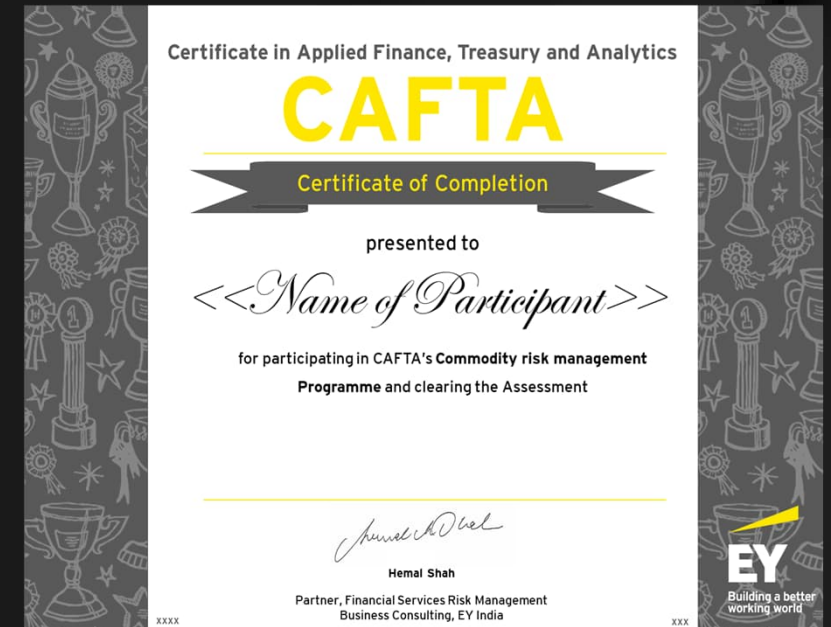 Certificate in Applied Finance, Treasury and Analytics
CAFTA
Certificate of Completion
presented to
<<Name of Participant>>
for participating in CAFTA's Commodity risk management
Programme and clearing the Assessment
Hemal Shah
Partner, Financial Services Risk Management
Business Consulting, EY India
xxxx
xxx
EY
Building a better
working world